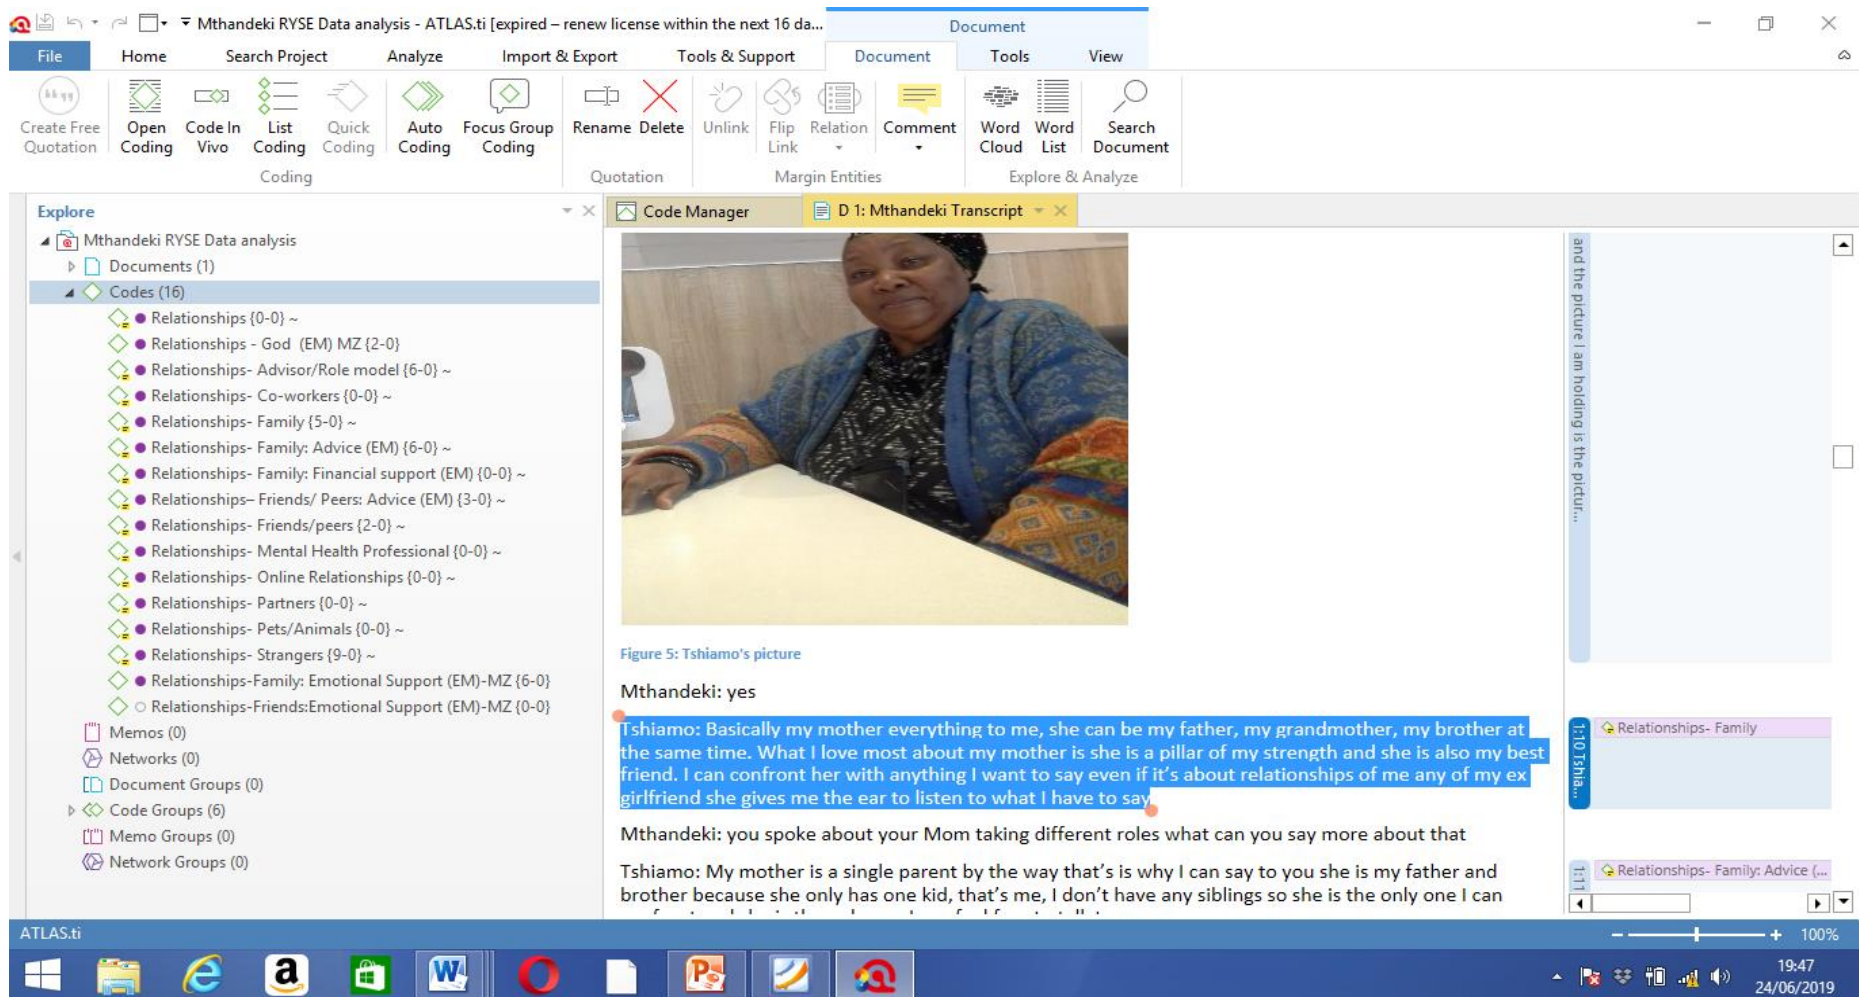 Mthandeki RYSE Data analysis - ATLAS.ti [expired – renew license within the next 16 da...
Document
File
Home
Search Project
Analyze
Import & Export
Tools & Support
Document
Tools
View
Create Free Quotation
Open Coding
Code In Vivo
List Coding
Quick Coding
Auto Coding
Focus Group Coding
Rename
Delete
Unlink
Flip Link
Relation
Comment
Word Cloud
Word List
Search Document
Coding
Quotation
Margin Entities
Explore & Analyze
Explore
Mthandeki RYSE Data analysis
Documents (1)
Codes (16)
Relationships {0-0} ~
Relationships - God (EM) MZ {2-0}
Relationships- Advisor/Role model {6-0} ~
Relationships- Co-workers {0-0} ~
Relationships- Family {5-0} ~
Relationships- Family: Advice (EM) {6-0} ~
Relationships- Family: Financial support (EM) {0-0} ~
Relationships– Friends/ Peers: Advice (EM) {3-0} ~
Relationships- Friends/peers {2-0} ~
Relationships- Mental Health Professional {0-0} ~
Relationships- Online Relationships {0-0} ~
Relationships- Partners {0-0} ~
Relationships- Pets/Animals {0-0} ~
Relationships- Strangers {9-0} ~
Relationships-Family: Emotional Support (EM)-MZ {6-0}
Relationships-Friends:Emotional Support (EM)-MZ {0-0}
Memos (0)
Networks (0)
Document Groups (0)
Code Groups (6)
Memo Groups (0)
Network Groups (0)
Code Manager
D 1: Mthandeki Transcript
Figure 5: Tshiamo's picture
Mthandeki: yes
Tshiamo: Basically my mother everything to me, she can be my father, my grandmother, my brother at
the same time. What I love most about my mother is she is a pillar of my strength and she is also my best
friend. I can confront her with anything I want to say even if it’s about relationships of me any of my ex
girlfriend she gives me the ear to listen to what I have to say
Mthandeki: you spoke about your Mom taking different roles what can you say more about that
Tshiamo: My mother is a single parent by the way that’s is why I can say to you she is my father and
brother because she only has one kid, that’s me, I don’t have any siblings so she is the only one I can
and the picture I am holding is the pictur...
1:10 Tshia...
Relationships- Family
1:11
Relationships- Family: Advice (...
ATLAS.ti
100%
19:47
24/06/2019